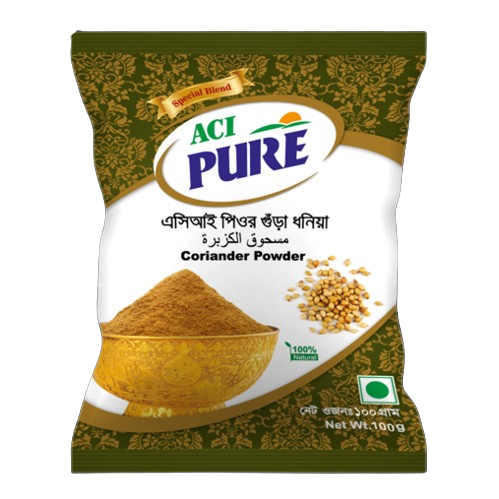 Special Blend
ACI
PURE
এসিআই পিওর গুঁড়া ধনিয়া
مسحوق الكزبرة
Coriander Powder
100%
Natural
নেট ওজনঃ১০০গ্রাম
Net Wt.100g